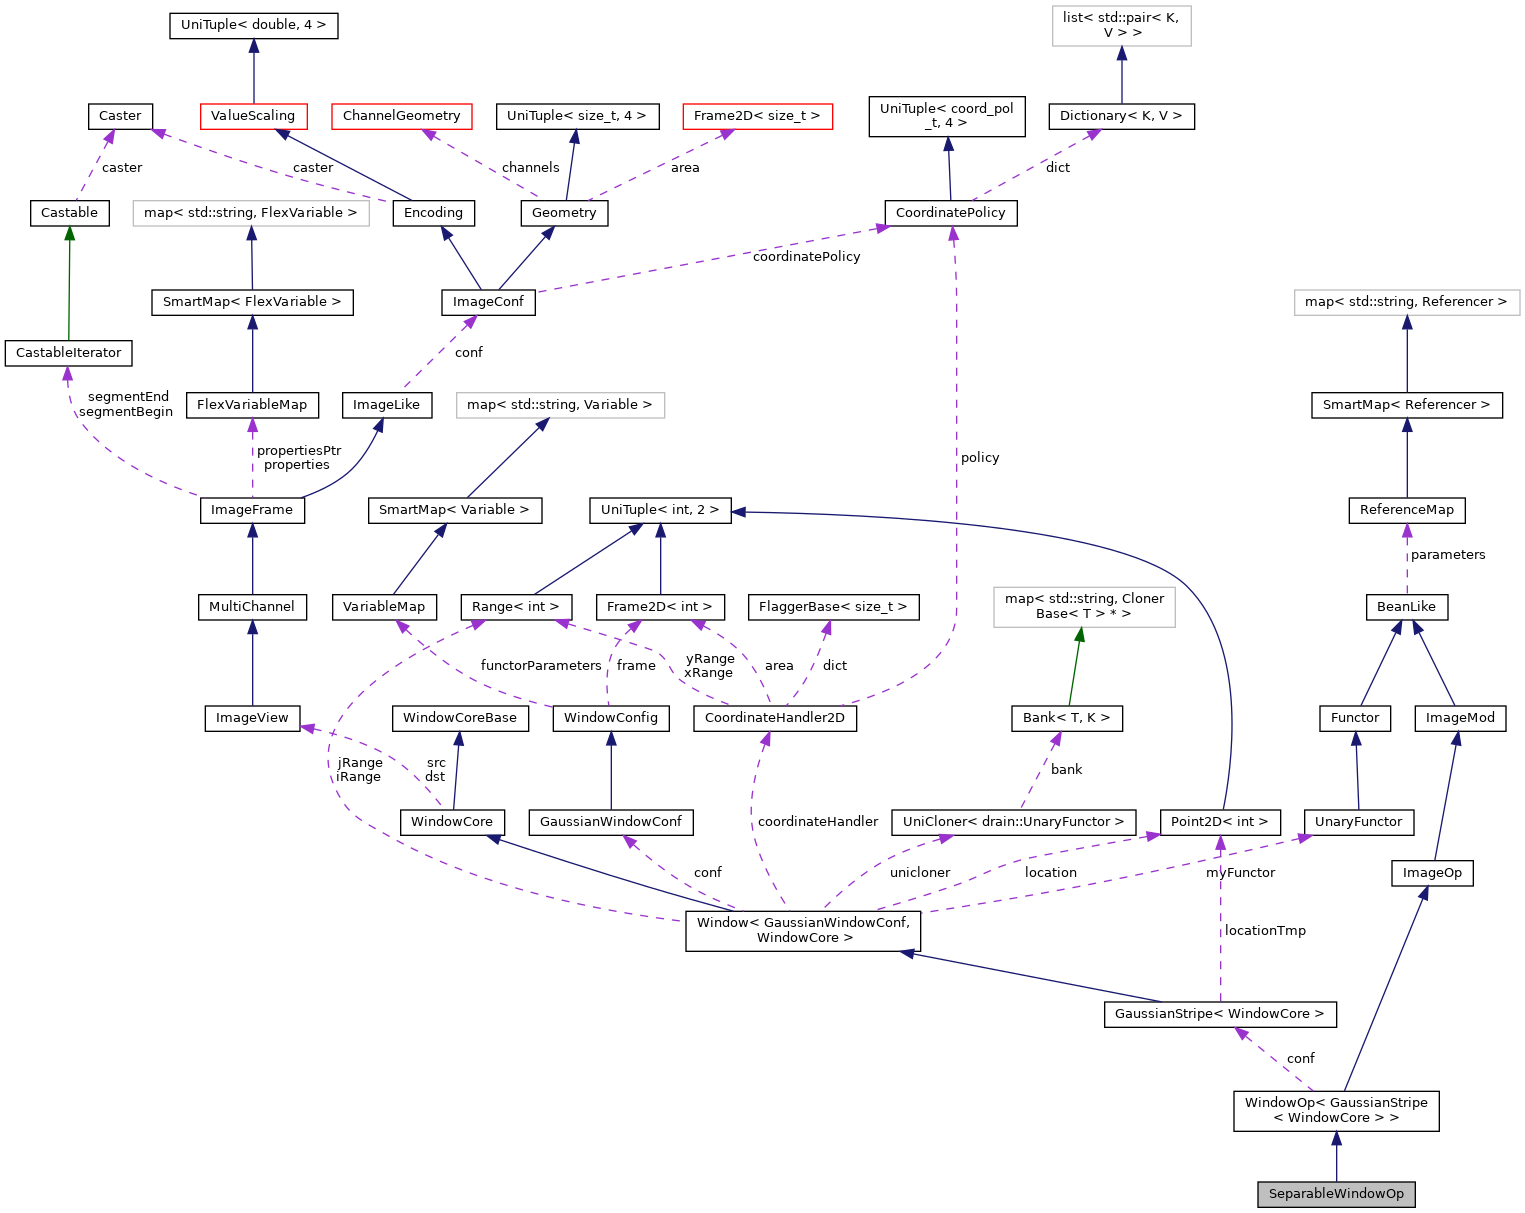 UniTuple< double, 4 >
list< std::pair< K,
V > >
Caster
ValueScaling
ChannelGeometry
UniTuple< size_t, 4 >
Frame2D< size_t >
UniTuple< coord_pol
_t, 4 >
Dictionary< K, V >
caster
caster
channels
area
dict
Castable
map< std::string, FlexVariable >
Encoding
Geometry
CoordinatePolicy
coordinatePolicy
SmartMap< FlexVariable >
ImageConf
map< std::string, Referencer >
CastableIterator
conf
segmentEnd
segmentBegin
FlexVariableMap
ImageLike
map< std::string, Variable >
SmartMap< Referencer >
propertiesPtr
properties
policy
ImageFrame
SmartMap< Variable >
UniTuple< int, 2 >
ReferenceMap
parameters
MultiChannel
VariableMap
Range< int >
Frame2D< int >
FlaggerBase< size_t >
map< std::string, Cloner
Base< T > * >
BeanLike
functorParameters
frame
yRange
xRange
area
dict
ImageView
WindowCoreBase
WindowConfig
CoordinateHandler2D
Bank< T, K >
Functor
ImageMod
jRange
iRange
src
dst
bank
WindowCore
GaussianWindowConf
coordinateHandler
UniCloner< drain::UnaryFunctor >
Point2D< int >
UnaryFunctor
conf
unicloner
location
myFunctor
ImageOp
Window< GaussianWindowConf,
WindowCore >
locationTmp
GaussianStripe< WindowCore >
conf
WindowOp< GaussianStripe
< WindowCore > >
SeparableWindowOp